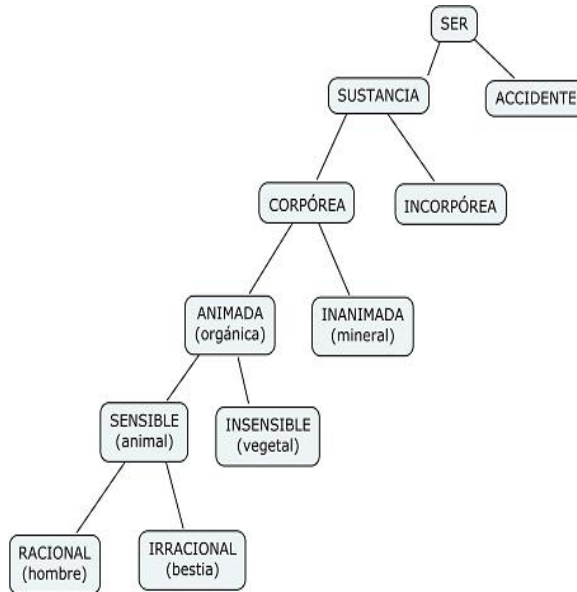 SER
SUSTANCIA
ACCIDENTE
CORPÓREA
INCORPÓREA
ANIMADA
(orgánica)
INANIMADA
(mineral)
SENSIBLE
(animal)
INSENSIBLE
(vegetal)
RACIONAL
(hombre)
IRRACIONAL
(bestia)